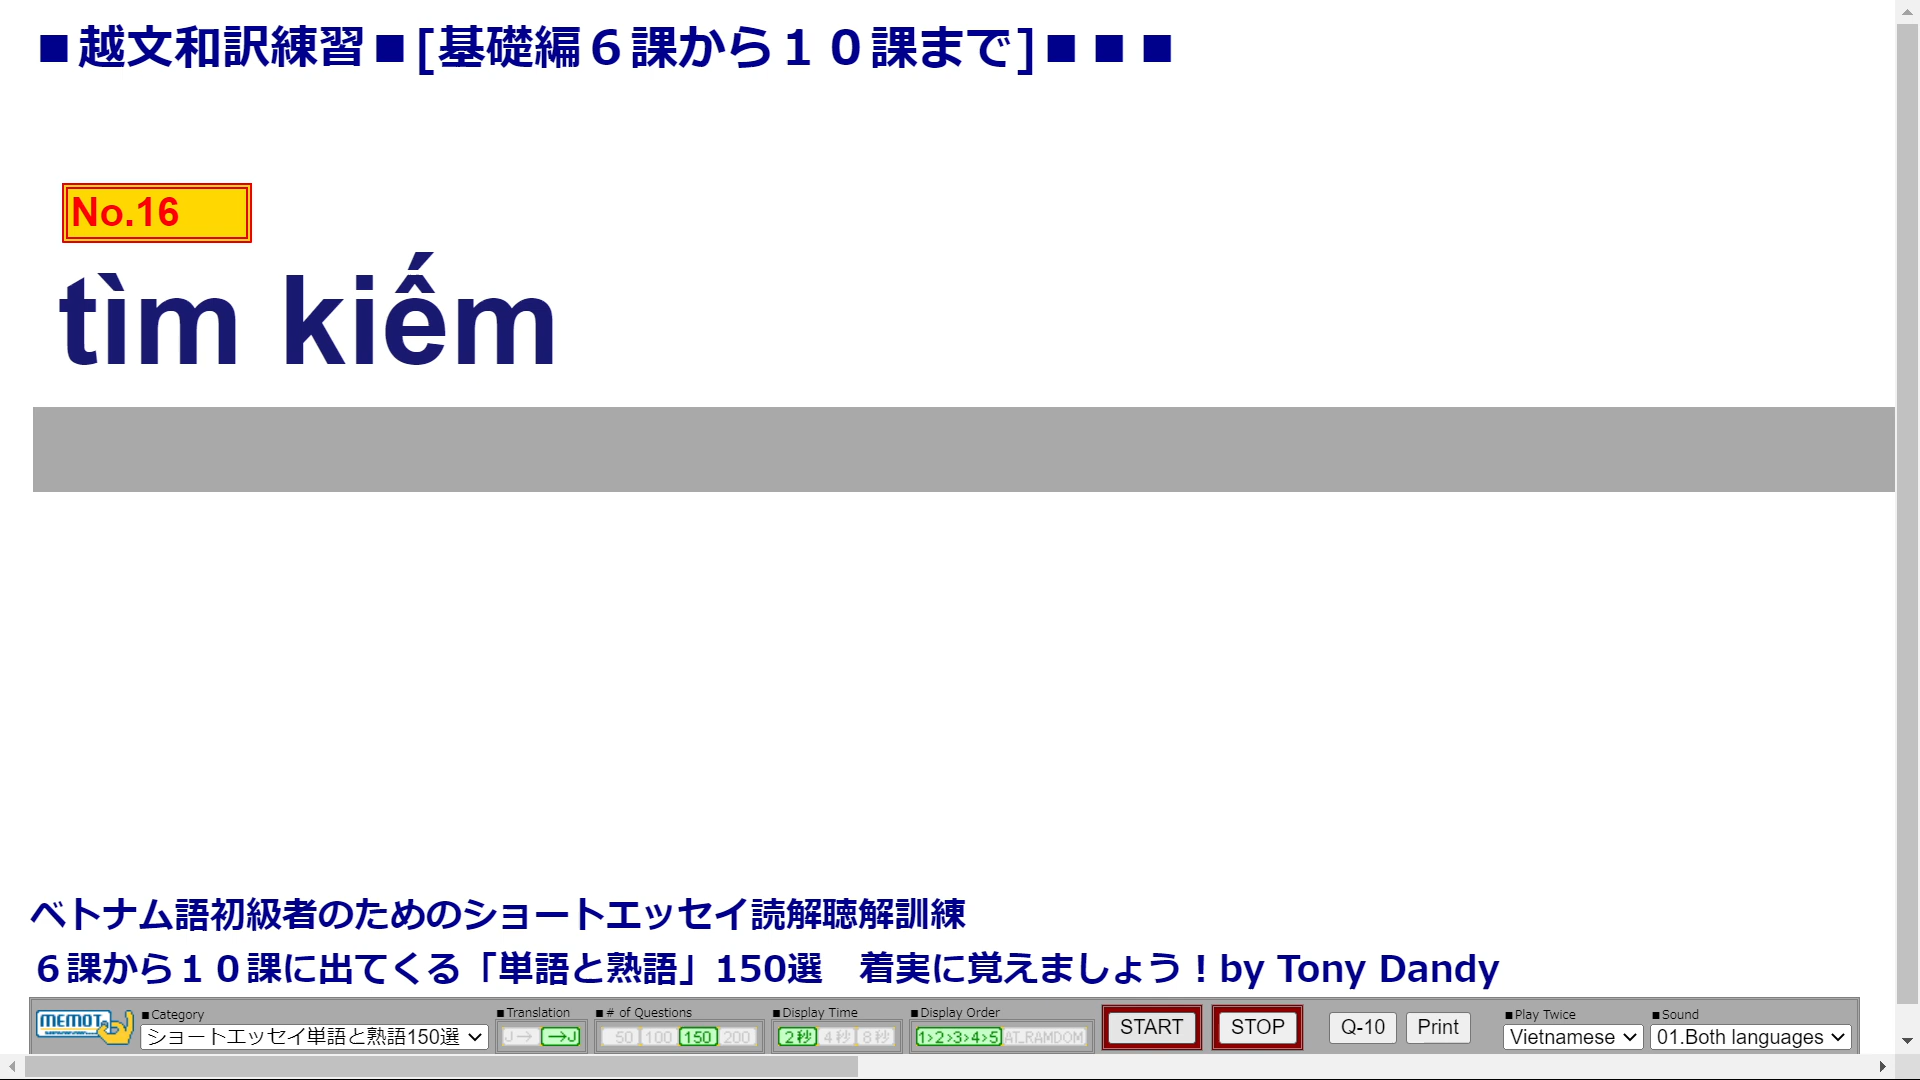 ■越文和訳練習■[基礎編６課から１０課まで]■ ■ ■
No.16
tìm kiếm
ベトナム語初級者のためのショートエッセイ読解聴解訓練
６課から１０課に出てくる「単語と熟語」150選　着実に覚えましょう！by Tony Dandy
MEMOT
■Category
ショートエッセイ単語と熟語150選
■Translation
J→ →J
■# of Questions
50 100 150 200
■Display Time
2秒 4秒 8秒
■Display Order
1>2>3>4>5 AT_RAMDOM
START
STOP
Q-10
Print
■Play Twice
Vietnamese
■Sound
01.Both languages